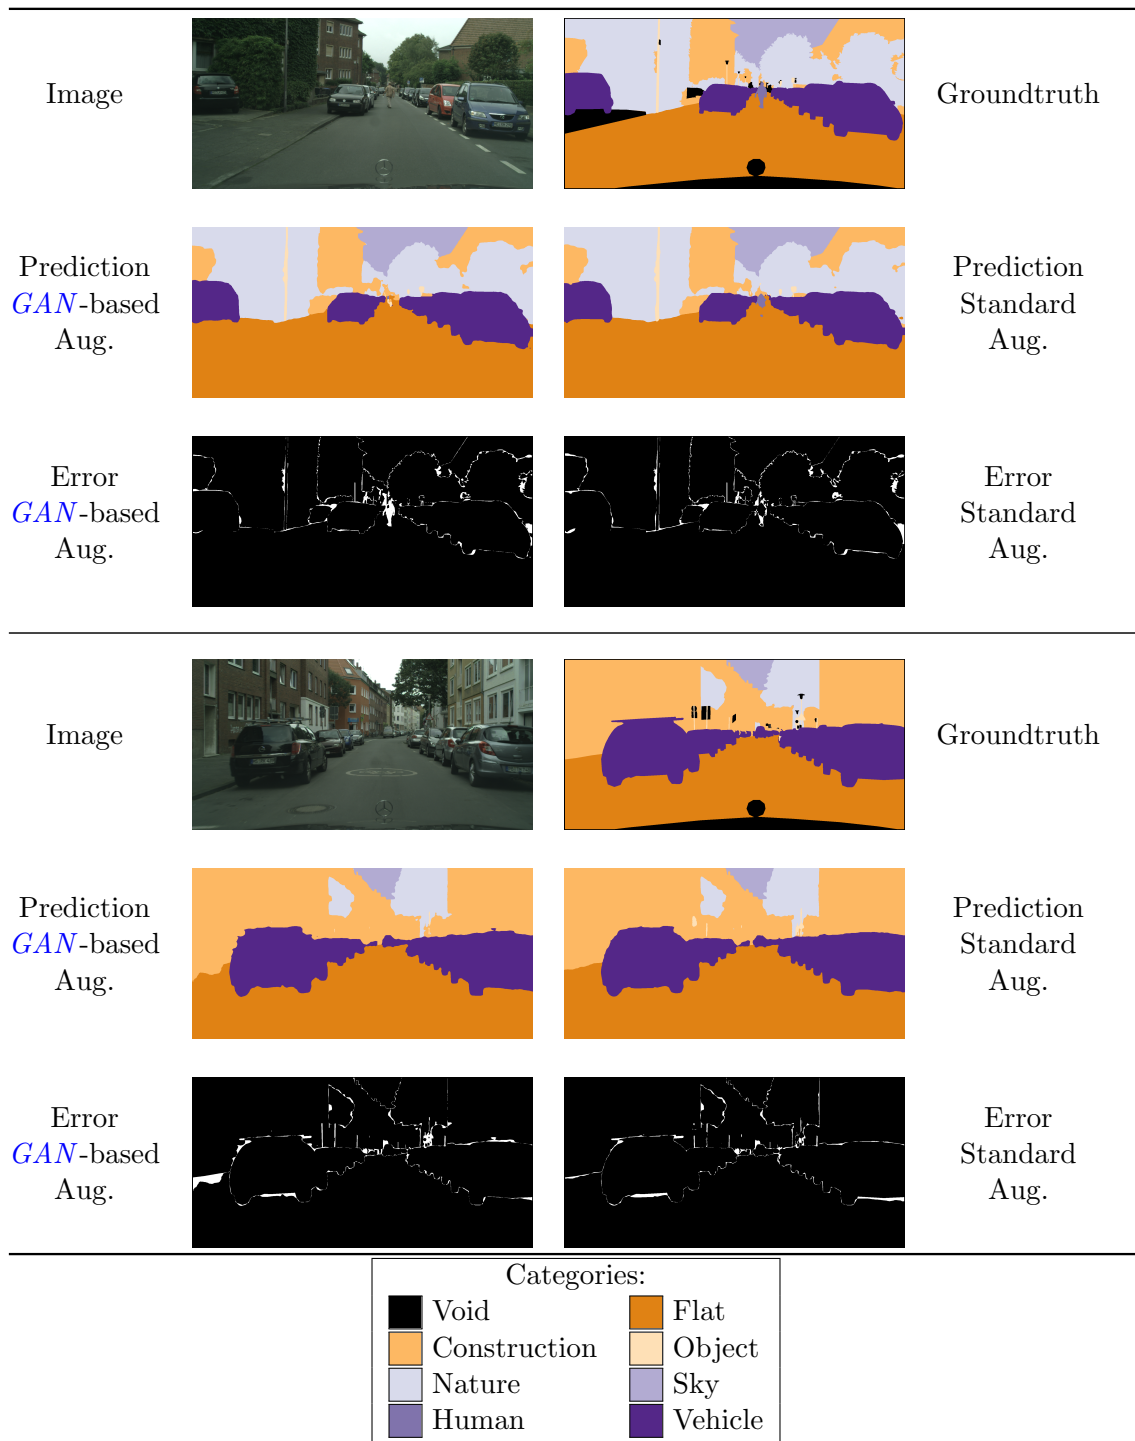 Image
Groundtruth
Prediction
GAN-based
Aug.
Prediction
Standard
Aug.
Error
GAN-based
Aug.
Error
Standard
Aug.
Image
Groundtruth
Prediction
GAN-based
Aug.
Prediction
Standard
Aug.
Error
GAN-based
Aug.
Error
Standard
Aug.
Categories:
Void
Flat
Construction
Object
Nature
Sky
Human
Vehicle